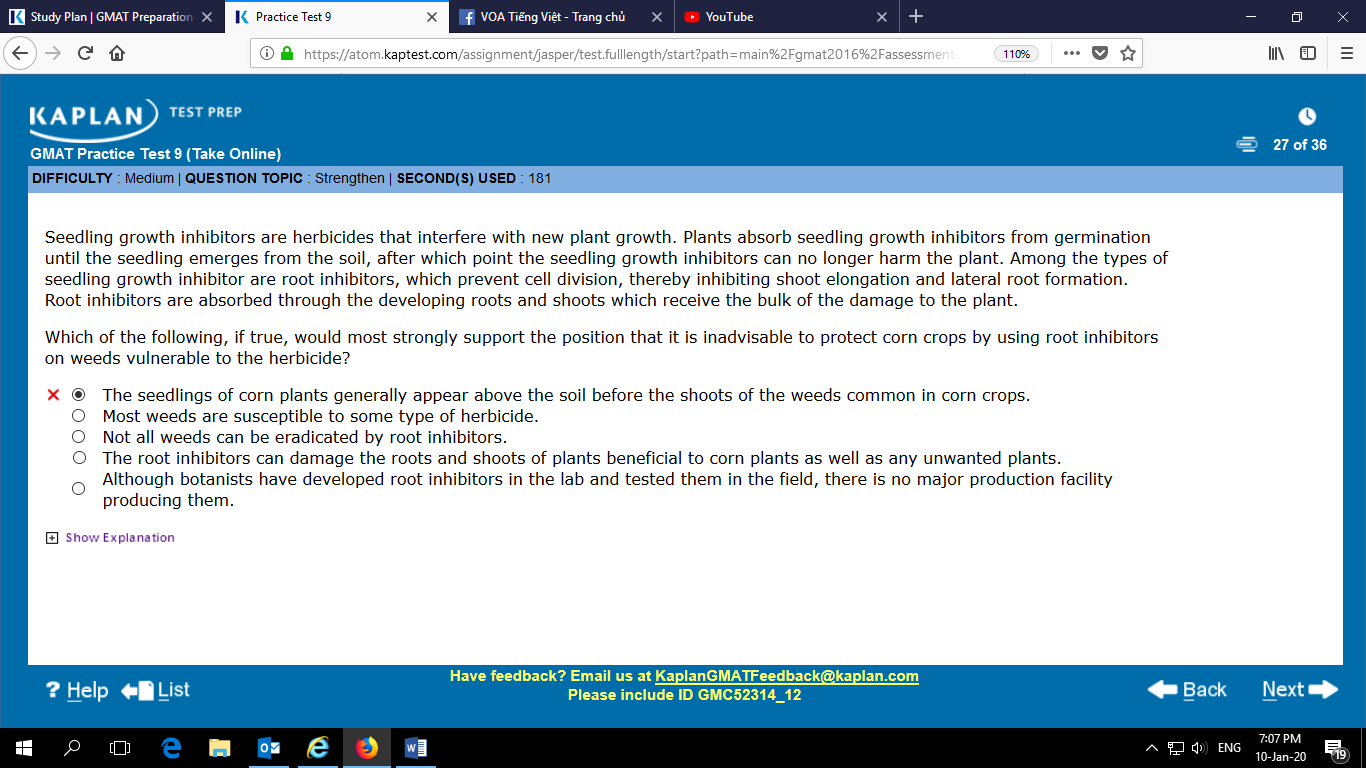 Study Plan | GMAT Preparation
Practice Test 9
VOA Tiếng Việt - Trang chủ
YouTube
https://atom.kaptest.com/assignment/jasper/test.fulllength/start?path=main%2Fgmat2016%2Fassessment
110%
KAPLAN TEST PREP
GMAT Practice Test 9 (Take Online)
27 of 36
DIFFICULTY : Medium | QUESTION TOPIC : Strengthen | SECOND(S) USED : 181
Seedling growth inhibitors are herbicides that interfere with new plant growth. Plants absorb seedling growth inhibitors from germination
until the seedling emerges from the soil, after which point the seedling growth inhibitors can no longer harm the plant. Among the types of
seedling growth inhibitor are root inhibitors, which prevent cell division, thereby inhibiting shoot elongation and lateral root formation.
Root inhibitors are absorbed through the developing roots and shoots which receive the bulk of the damage to the plant.
Which of the following, if true, would most strongly support the position that it is inadvisable to protect corn crops by using root inhibitors
on weeds vulnerable to the herbicide?
The seedlings of corn plants generally appear above the soil before the shoots of the weeds common in corn crops.
Most weeds are susceptible to some type of herbicide.
Not all weeds can be eradicated by root inhibitors.
The root inhibitors can damage the roots and shoots of plants beneficial to corn plants as well as any unwanted plants.
Although botanists have developed root inhibitors in the lab and tested them in the field, there is no major production facility
producing them.
Show Explanation
Have feedback? Email us at KaplanGMATFeedback@kaplan.com
Please include ID GMC52314_12
? Help
List
Back
Next
ENG
7:07 PM
10-Jan-20
19